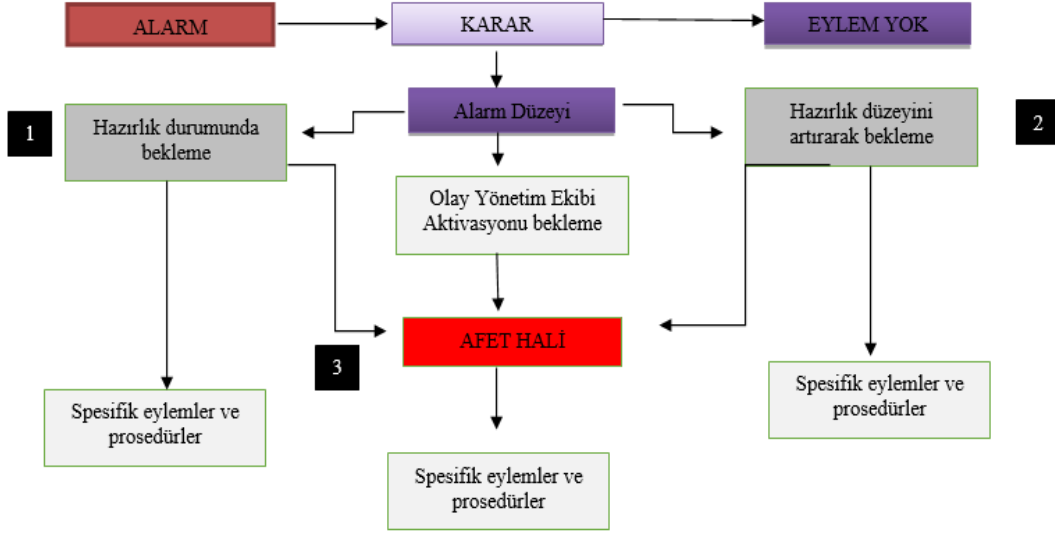 ALARM
KARAR
EYLEM YOK
Alarm Düzeyi
1
Hazırlık durumunda
bekleme
Hazırlık düzeyini
artırarak bekleme
2
Olay Yönetim Ekibi
Aktivasyonu bekleme
AFET HALİ
3
Spesifik eylemler ve
prosedürler
Spesifik eylemler ve
prosedürler
Spesifik eylemler ve
prosedürler